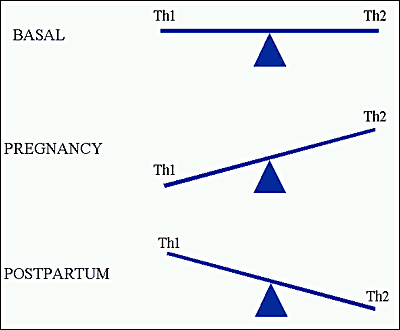 Th1 Th2
BASAL
Th2
PREGNANCY
Th1
Th1
POSTPARTUM
Th2